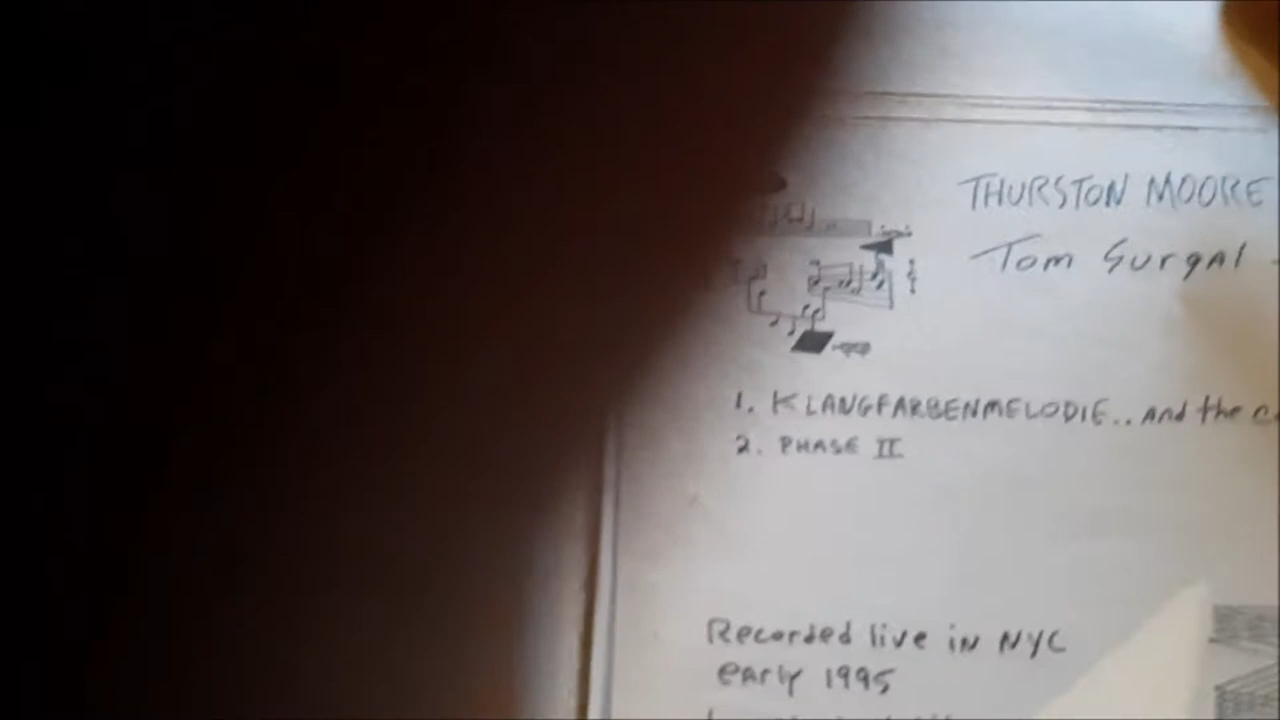 THURSTON MOORE
Tom Surgal -
1. KLANGFARBENMELODIE.. And the
2. PHASE II
Recorded live in NYC
early 1995